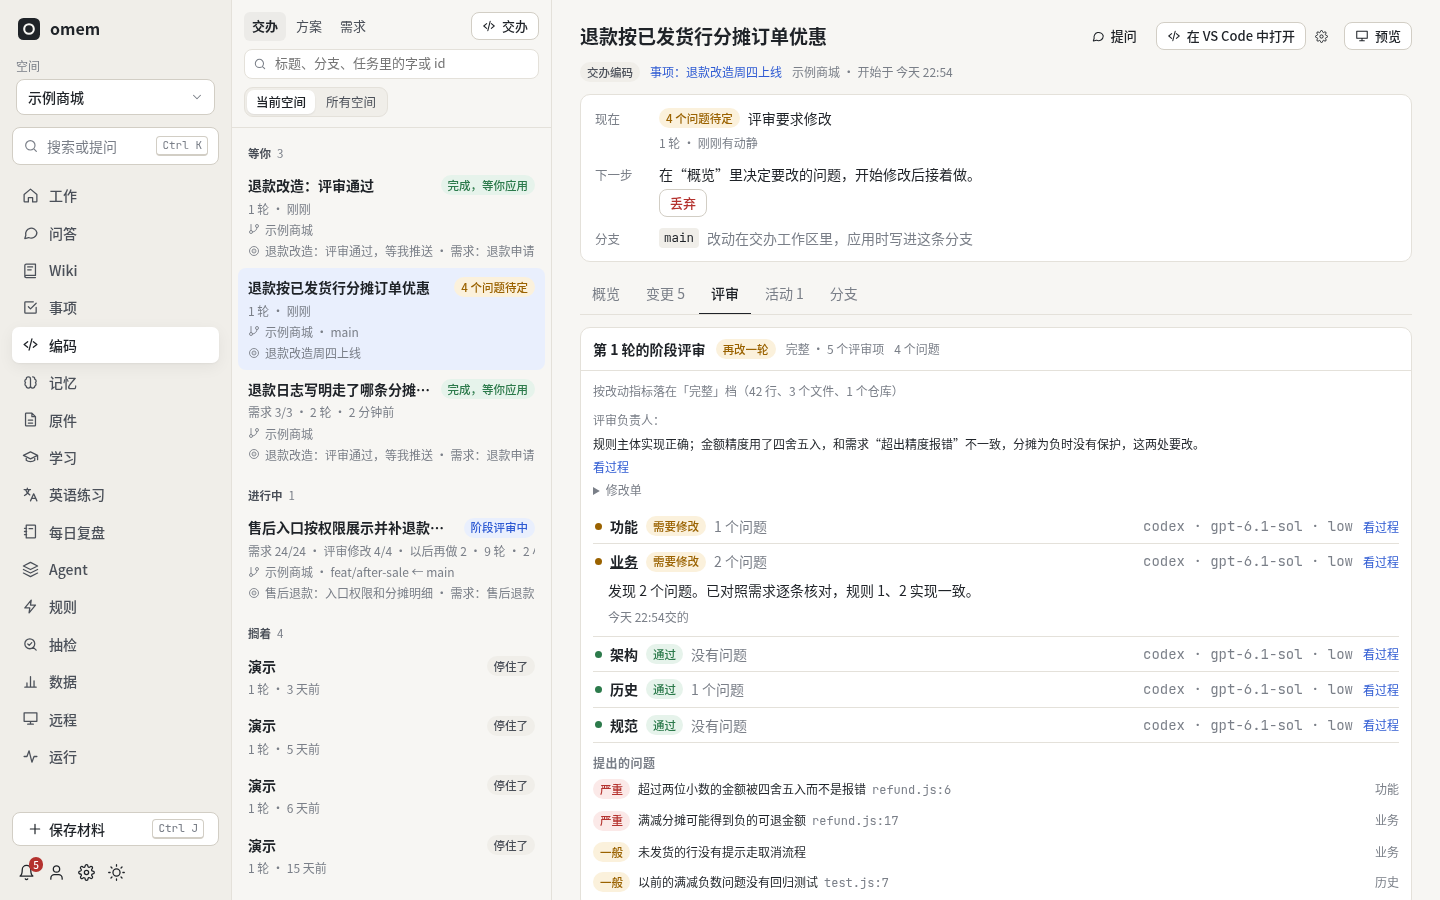 omem
空间
示例商城
搜索或提问 Ctrl K
工作
问答
Wiki
事项
编码
记忆
原件
学习
英语练习
每日复盘
Agent
规则
抽检
数据
远程
运行
保存材料 Ctrl J
5
交办 方案 需求 交办
标题、分支、任务里的字或 id
当前空间 所有空间
等你 3
退款改造：评审通过 完成，等你应用
1 轮 · 刚刚
示例商城
退款改造：评审通过，等我推送 · 需求：退款申请
退款按已发货行分摊订单优惠 4 个问题待定
1 轮 · 刚刚
示例商城 · main
退款改造周四上线
退款日志写明走了哪条分摊… 完成，等你应用
需求 3/3 · 2 轮 · 2 分钟前
示例商城
退款改造：评审通过，等我推送 · 需求：退款申请
进行中 1
售后入口按权限展示并补退款… 阶段评审中
需求 24/24 · 评审修改 4/4 · 以后再做 2 · 9 轮 · 2
示例商城 · feat/after-sale ← main
售后退款：入口权限和分摊明细 · 需求：售后退款
搁着 4
演示 停住了
1 轮 · 3 天前
演示 停住了
1 轮 · 5 天前
演示 停住了
1 轮 · 6 天前
演示 停住了
1 轮 · 15 天前
退款按已发货行分摊订单优惠 提问 在 VS Code 中打开 预览
交办编码 事项：退款改造周四上线 示例商城 · 开始于 今天 22:54
现在 4 个问题待定 评审要求修改
1 轮 · 刚刚有动静
下一步 在“概览”里决定要改的问题，开始修改后接着做。
丢弃
分支 main 改动在交办工作区里，应用时写进这条分支
概览 变更 5 评审 活动 1 分支
第 1 轮的阶段评审 再改一轮 完整 · 5 个评审项 4 个问题
按改动指标落在「完整」档（42 行、3 个文件、1 个仓库）
评审负责人：
规则主体实现正确；金额精度用了四舍五入，和需求“超出精度报错”不一致，分摊为负时没有保护，这两处要改。
看过程
修改单
功能 需要修改 1 个问题 codex · gpt-6.1-sol · low 看过程
业务 需要修改 2 个问题 codex · gpt-6.1-sol · low 看过程
发现 2 个问题。已对照需求逐条核对，规则 1、2 实现一致。
今天 22:54交的
架构 通过 没有问题 codex · gpt-6.1-sol · low 看过程
历史 通过 1 个问题 codex · gpt-6.1-sol · low 看过程
规范 通过 没有问题 codex · gpt-6.1-sol · low 看过程
提出的问题
严重 超过两位小数的金额被四舍五入而不是报错 refund.js:6 功能
严重 满减分摊可能得到负的可退金额 refund.js:17 业务
一般 未发货的行没有提示走取消流程 业务
一般 以前的满减负数问题没有回归测试 test.js:7 历史